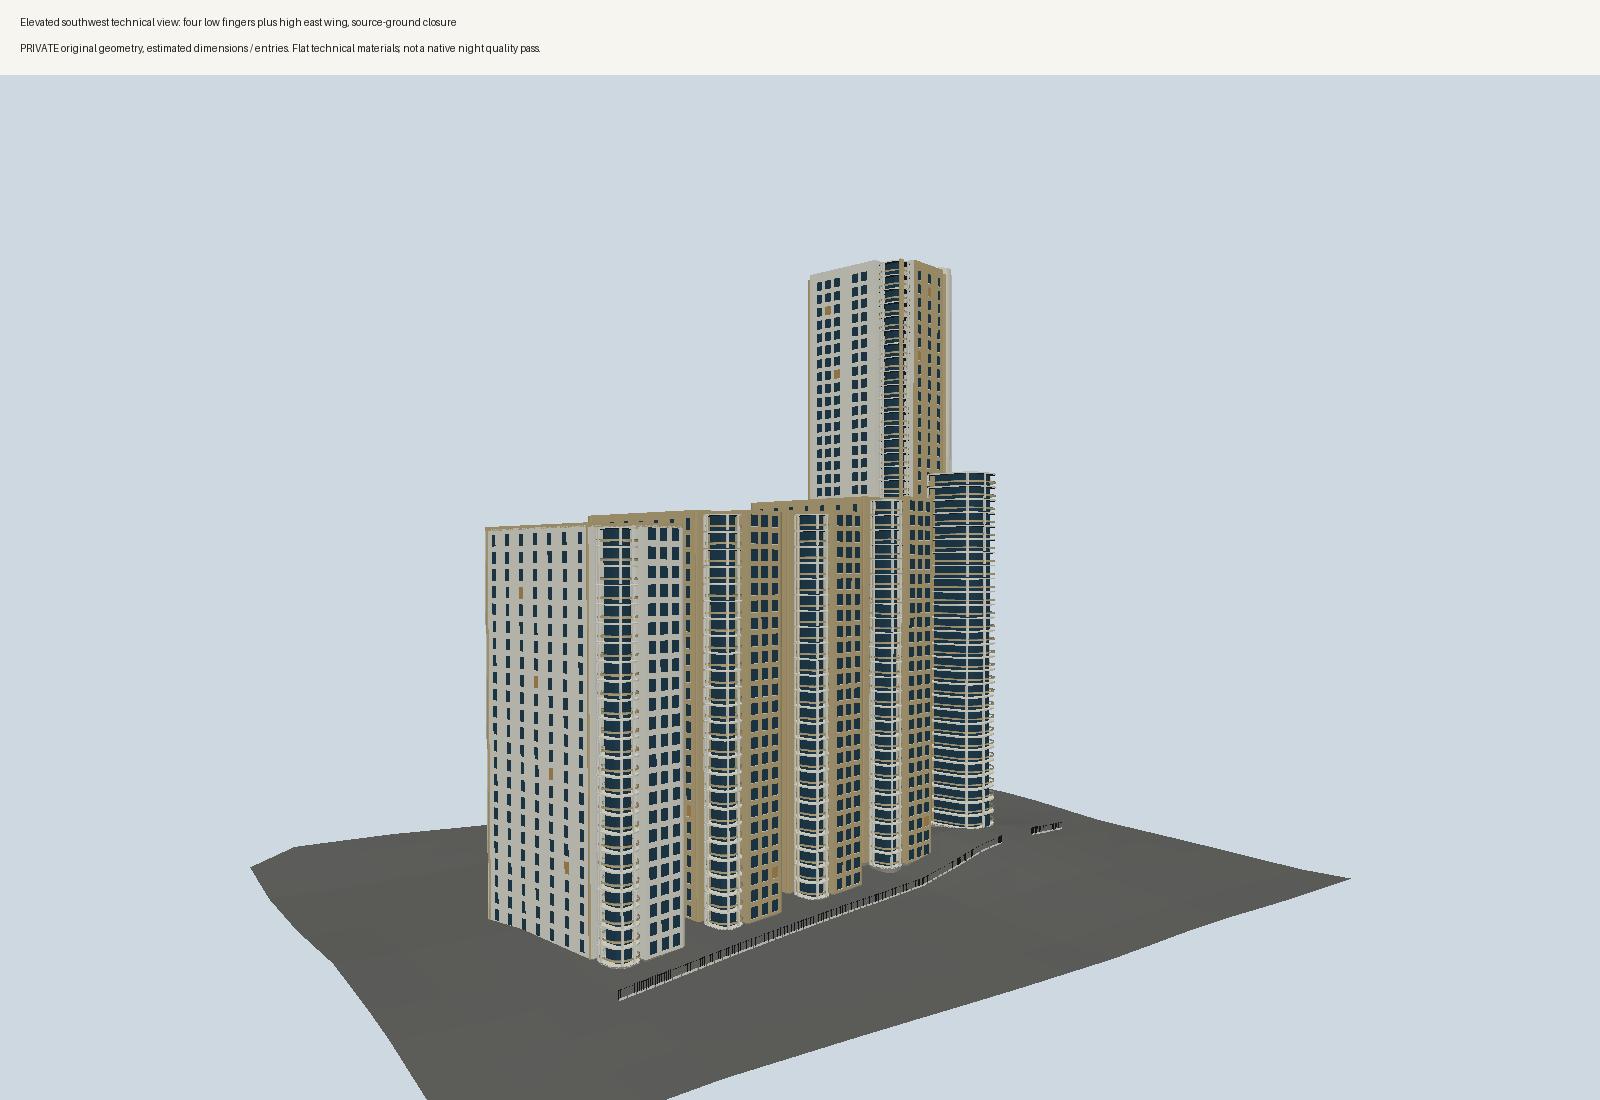 Elevated southwest technical view: four low fingers plus high east wing, source-ground closure
PRIVATE original geometry, estimated dimensions / entries. Flat technical materials; not a native night quality pass.